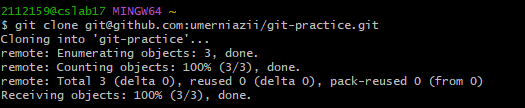 2112159@cslab17 MINGW64 ~
$ git clone git@github.com:umerniazii/git-practice.git
Cloning into 'git-practice'...
remote: Enumerating objects: 3, done.
remote: Counting objects: 100% (3/3), done.
remote: Total 3 (delta 0), reused 0 (delta 0), pack-reused 0 (from 0)
Receiving objects: 100% (3/3), done.